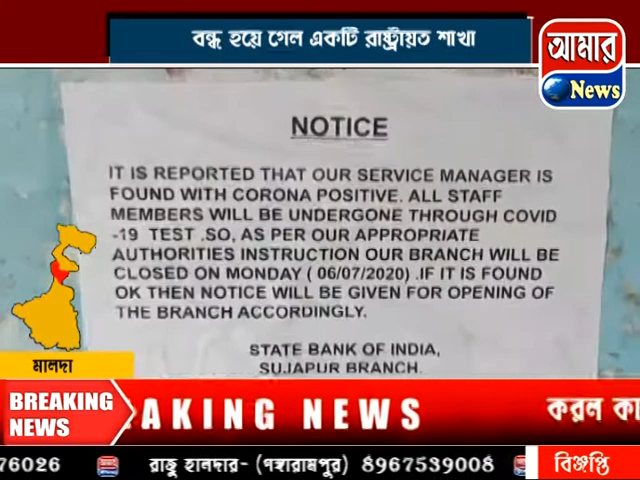 বন্ধ হয়ে গেল একটি রাষ্ট্রায়ত শাখা
আমার
News
NOTICE
IT IS REPORTED THAT OUR SERVICE MANAGER IS
FOUND WITH CORONA POSITIVE. ALL STAFF
MEMBERS WILL BE UNDERGONE THROUGH COVID
-19 TEST .SO, AS PER OUR APPROPRIATE
AUTHORITIES INSTRUCTION OUR BRANCH WILL BE
CLOSED ON MONDAY ( 06/07/2020) .IF IT IS FOUND
OK THEN NOTICE WILL BE GIVEN FOR OPENING OF
THE BRANCH ACCORDINGLY.
STATE BANK OF INDIA,
SUJAPUR BRANCH.
মালদা
BREAKING
NEWS
AKING NEWS
করল কা
76026
রাজু হালদার- (গঙ্গারামপুর) 8967539008
বিজ্ঞপ্তি